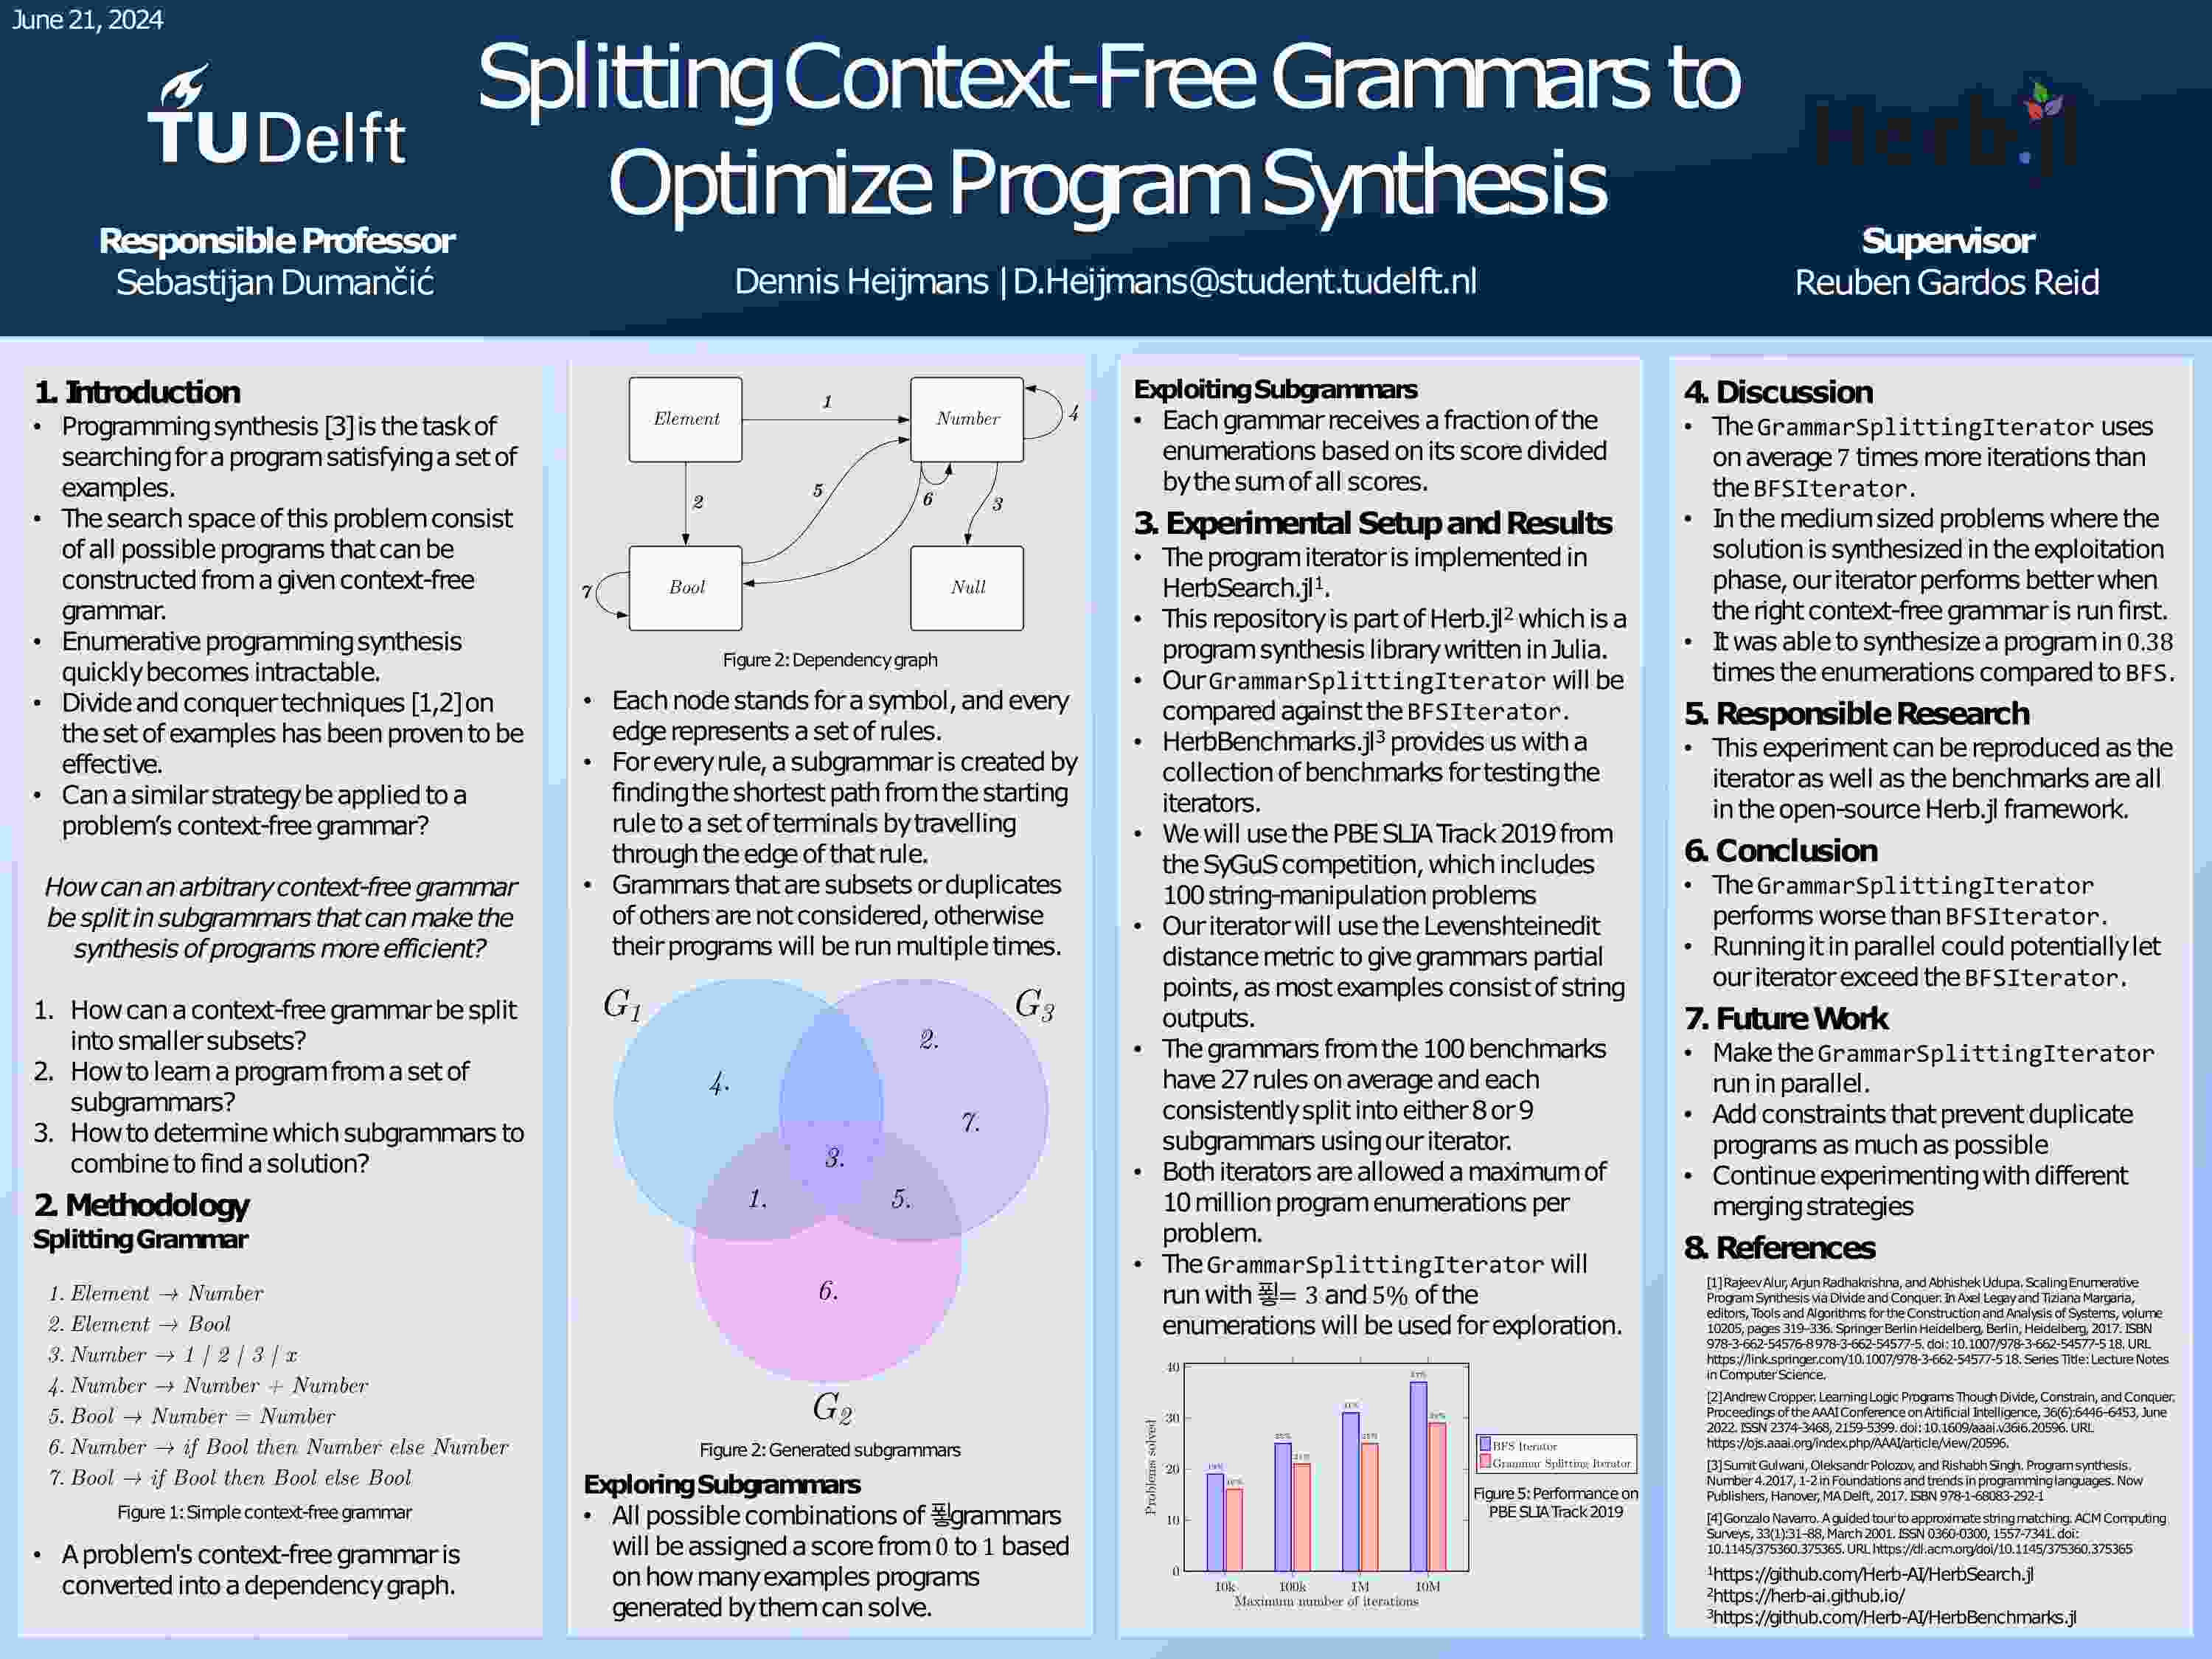 June 21, 2024
TUDelft
Splitting Context-Free Grammars to
Optimize Program Synthesis
Herb.jl
Responsible Professor
Sebastijan Dumančić
Dennis Heijmans | D.Heijmans@student.tudelft.nl
Supervisor
Reuben Gardos Reid
1. Introduction
• Programming synthesis [3] is the task of
searching for a program satisfying a set of
examples.
• The search space of this problem consist
of all possible programs that can be
constructed from a given context-free
grammar.
• Enumerative programming synthesis
quickly becomes intractable.
• Divide and conquer techniques [1,2] on
the set of examples has been proven to be
effective.
• Can a similar strategy be applied to a
problem's context-free grammar?
How can an arbitrary context-free grammar
be split in subgrammars that can make the
synthesis of programs more efficient?
1. How can a context-free grammar be split
into smaller subsets?
2. How to learn a program from a set of
subgrammars?
3. How to determine which subgrammars to
combine to find a solution?
2. Methodology
Splitting Grammar
1. Element → Number
2. Element → Bool
3. Number → 1 | 2 | 3 | x
4. Number → Number + Number
5. Bool → Number = Number
6. Number → if Bool then Number else Number
7. Bool → if Bool then Bool else Bool
Figure 1: Simple context-free grammar
• A problem's context-free grammar is
converted into a dependency graph.
Element
1
Number
4
2
5
6
3
7
Bool
Null
Figure 2: Dependency graph
• Each node stands for a symbol, and every
edge represents a set of rules.
• For every rule, a subgrammar is created by
finding the shortest path from the starting
rule to a set of terminals by travelling
through the edge of that rule.
• Grammars that are subsets or duplicates
of others are not considered, otherwise
their programs will be run multiple times.
G1
G3
2.
4.
7.
3.
1.
5.
6.
G2
Figure 2: Generated subgrammars
Exploring Subgrammars
• All possible combinations of grammars
will be assigned a score from 0 to 1 based
on how many examples programs
generated by them can solve.
Exploiting Subgrammars
• Each grammar receives a fraction of the
enumerations based on its score divided
by the sum of all scores.
3. Experimental Setup and Results
• The program iterator is implemented in
HerbSearch.jl¹.
• This repository is part of Herb.jl² which is a
program synthesis library written in Julia.
• Our GrammarSplittingIterator will be
compared against the BFSIterator.
• HerbBenchmarks.jl³ provides us with a
collection of benchmarks for testing the
iterators.
• We will use the PBE SLIA Track 2019 from
the SyGuS competition, which includes
100 string-manipulation problems
• Our iterator will use the Levenshteinedit
distance metric to give grammars partial
points, as most examples consist of string
outputs.
• The grammars from the 100 benchmarks
have 27 rules on average and each
consistently split into either 8 or 9
subgrammars using our iterator.
• Both iterators are allowed a maximum of
10 million program enumerations per
problem.
• The GrammarSplittingIterator will
run with = 3 and 5% of the
enumerations will be used for exploration.
40
30
20
10
0
Problems solved
19%
16%
25%
21%
31%
25%
37%
29%
10k
100k
1M
10M
Maximum number of iterations
BFS Iterator
Grammar Splitting Iterator
Figure 5: Performance on
PBE SLIA Track 2019
4. Discussion
• The GrammarSplittingIterator uses
on average 7 times more iterations than
the BFSIterator.
• In the medium sized problems where the
solution is synthesized in the exploitation
phase, our iterator performs better when
the right context-free grammar is run first.
• It was able to synthesize a program in 0.38
times the enumerations compared to BFS.
5. Responsible Research
• This experiment can be reproduced as the
iterator as well as the benchmarks are all
in the open-source Herb.jl framework.
6. Conclusion
• The GrammarSplittingIterator
performs worse than BFSIterator.
• Running it in parallel could potentially let
our iterator exceed the BFSIterator.
7. Future Work
• Make the GrammarSplittingIterator
run in parallel.
• Add constraints that prevent duplicate
programs as much as possible
• Continue experimenting with different
merging strategies
8. References
[1] Rajeev Alur, Arjun Radhakrishna, and Abhishek Udupa. Scaling Enumerative
Program Synthesis via Divide and Conquer. In Axel Legay and Tiziana Margaria,
editors, Tools and Algorithms for the Construction and Analysis of Systems, volume
10205, pages 319–336. Springer Berlin Heidelberg, Berlin, Heidelberg, 2017. ISBN
978-3-662-54576-8 978-3-662-54577-5. doi: 10.1007/978-3-662-54577-5 18. URL
https://link.springer.com/10.1007/978-3-662-54577-5 18. Series Title: Lecture Notes
in Computer Science.
[2] Andrew Cropper. Learning Logic Programs Though Divide, Constrain, and Conquer.
Proceedings of the AAAI Conference on Artificial Intelligence, 36(6):6446–6453, June
2022. ISSN 2374-3468, 2159-5399. doi: 10.1609/aaai.v36i6.20596. URL
https://ojs.aaai.org/index.php/AAAI/article/view/20596.
[3] Sumit Gulwani, Oleksandr Polozov, and Rishabh Singh. Program synthesis.
Number 4.2017, 1-2 in Foundations and trends in programming languages. Now
Publishers, Hanover, MA Delft, 2017. ISBN 978-1-68083-292-1
[4] Gonzalo Navarro. A guided tour to approximate string matching. ACM Computing
Surveys, 33(1):31–88, March 2001. ISSN 0360-0300, 1557-7341. doi:
10.1145/375360.375365. URL https://dl.acm.org/doi/10.1145/375360.375365
¹https://github.com/Herb-AI/HerbSearch.jl
²https://herb-ai.github.io/
³https://github.com/Herb-AI/HerbBenchmarks.jl